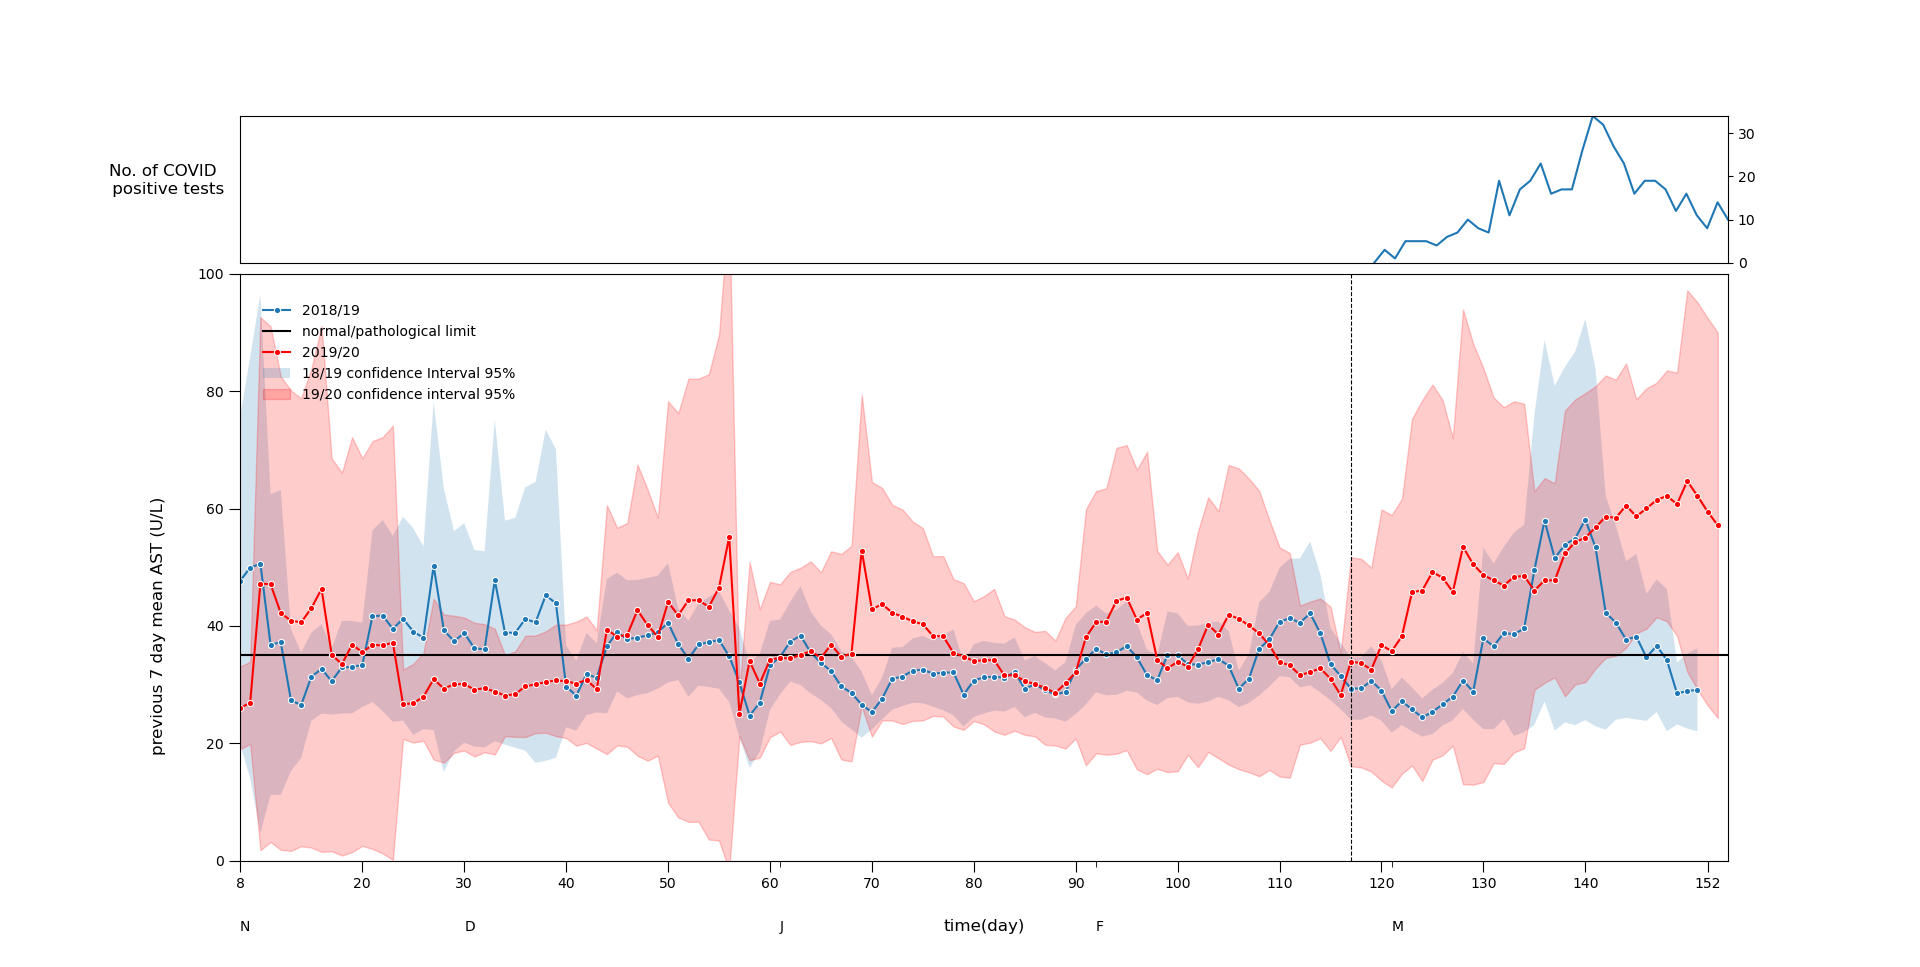 No. of COVID
positive tests
30
20
10
0
100
80
60
40
20
0
previous 7 day mean AST (U/L)
2018/19
normal/pathological limit
2019/20
18/19 confidence Interval 95%
19/20 confidence interval 95%
8 20 30 40 50 60 70 80 90 100 110 120 130 140 152
N D J time(day) F M